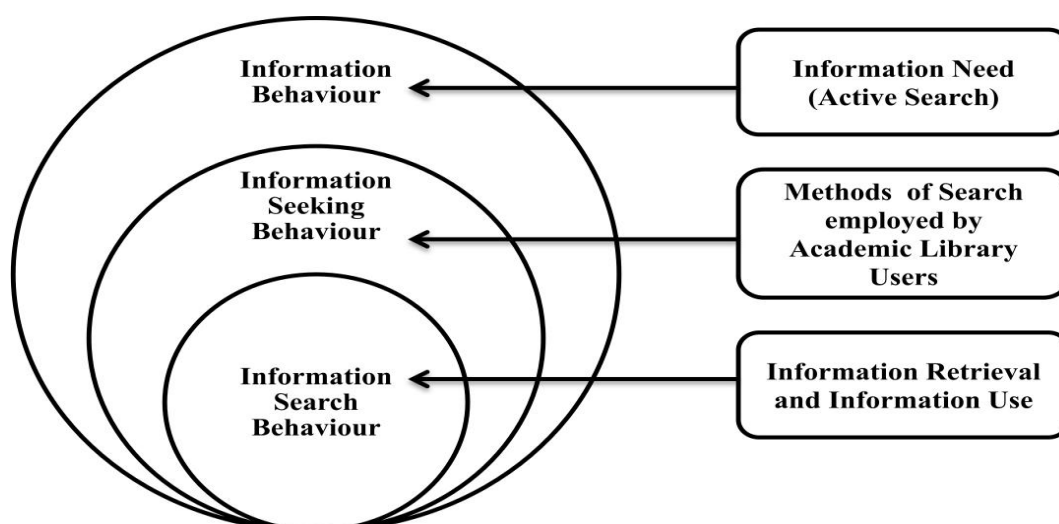 Information
Behaviour
Information Need
(Active Search)
Information
Seeking
Behaviour
Methods of Search
employed by
Academic Library
Users
Information
Search
Behaviour
Information Retrieval
and Information Use